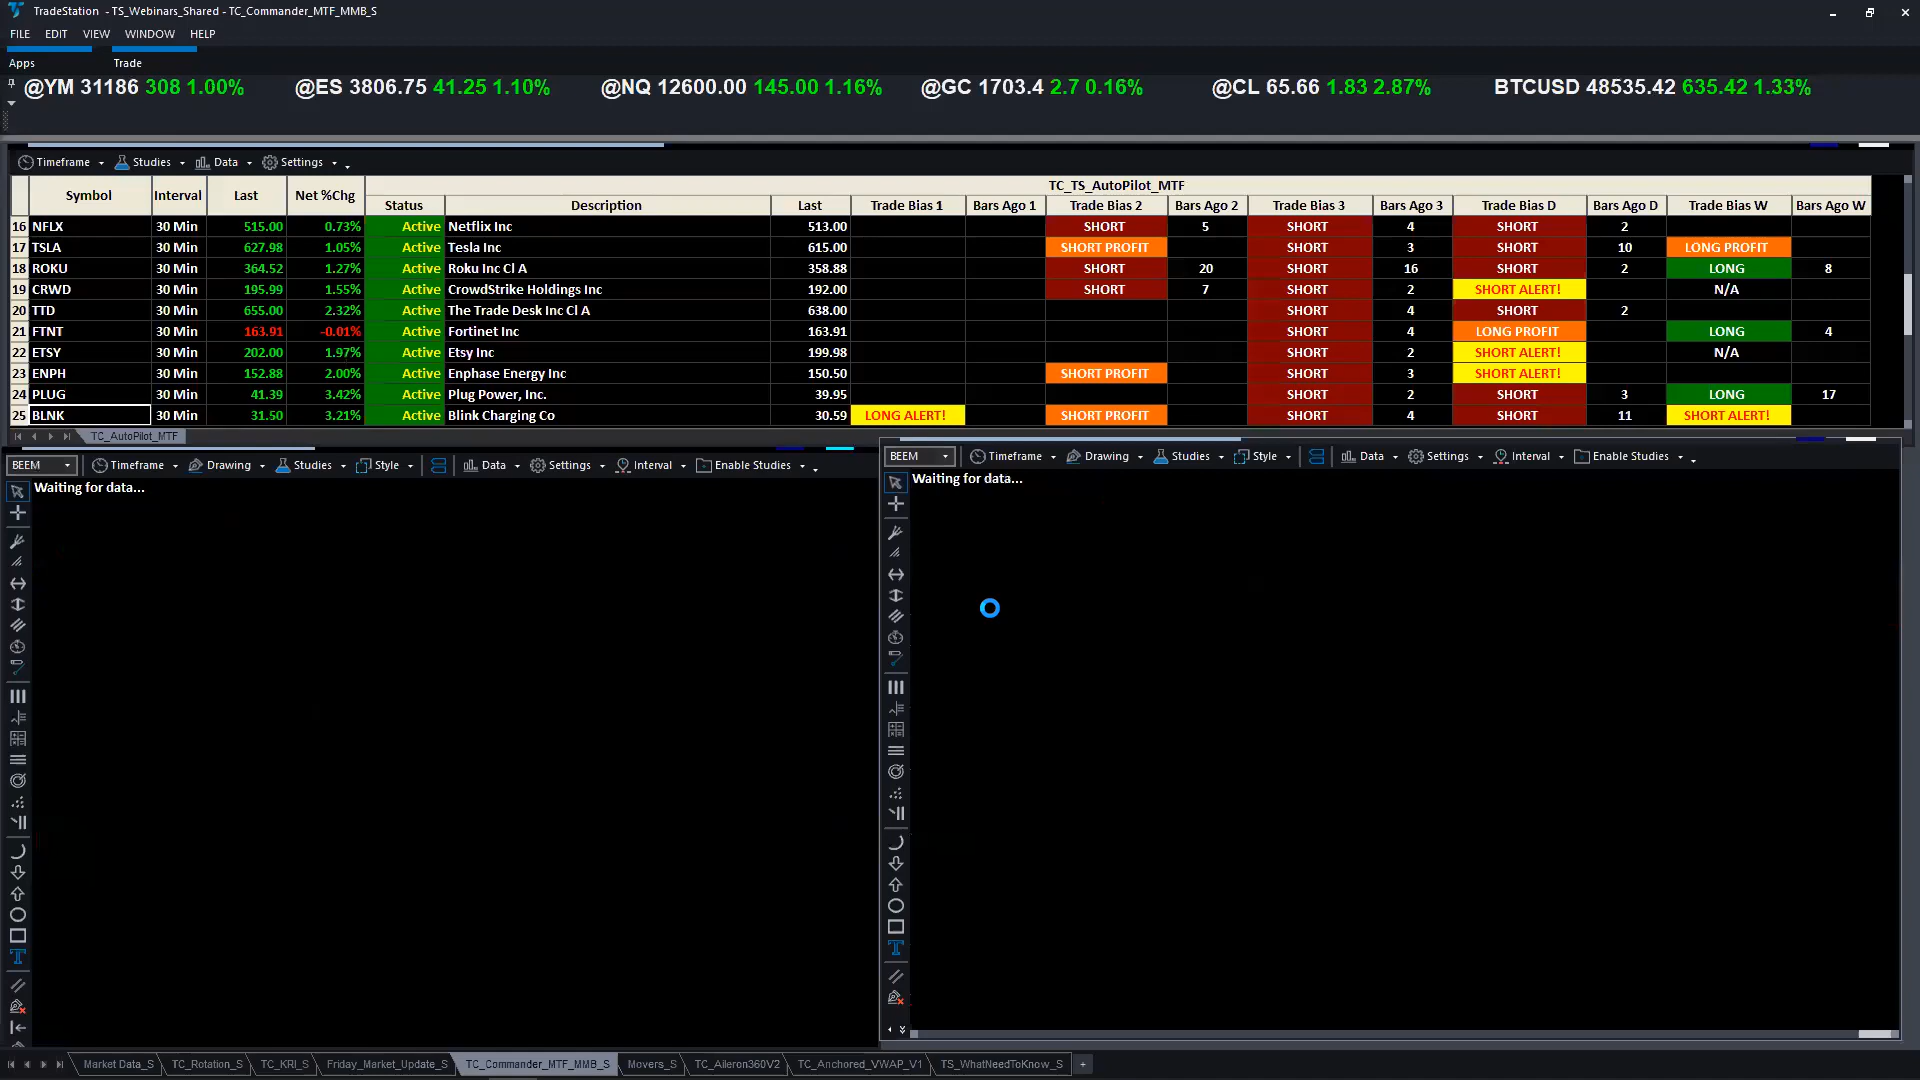 TradeStation - TS_Webinars_Shared - TC_Commander_MTF_MMB_S
FILE EDIT VIEW WINDOW HELP
Apps Trade
@YM 31186 308 1.00% @ES 3806.75 41.25 1.10% @NQ 12600.00 145.00 1.16% @GC 1703.4 2.7 0.16% @CL 65.66 1.83 2.87% BTCUSD 48535.42 635.42 1.33%
Timeframe Studies Data Settings
TC_TS_AutoPilot_MTF
Symbol Interval Last Net %Chg Status Description Last Trade Bias 1 Bars Ago 1 Trade Bias 2 Bars Ago 2 Trade Bias 3 Bars Ago 3 Trade Bias D Bars Ago D Trade Bias W Bars Ago W
16 NFLX 30 Min 515.00 0.73% Active Netflix Inc 513.00 SHORT 5 SHORT 4 SHORT 2
17 TSLA 30 Min 627.98 1.05% Active Tesla Inc 615.00 SHORT PROFIT SHORT 3 SHORT 10 LONG PROFIT
18 ROKU 30 Min 364.52 1.27% Active Roku Inc Cl A 358.88 SHORT 20 SHORT 16 SHORT 2 LONG 8
19 CRWD 30 Min 195.99 1.55% Active CrowdStrike Holdings Inc 192.00 SHORT 7 SHORT 2 SHORT ALERT! N/A
20 TTD 30 Min 655.00 2.32% Active The Trade Desk Inc Cl A 638.00 SHORT 4 SHORT 2
21 FTNT 30 Min 163.91 -0.01% Active Fortinet Inc 163.91 SHORT 4 LONG PROFIT LONG 4
22 ETSY 30 Min 202.00 1.97% Active Etsy Inc 199.98 SHORT 2 SHORT ALERT! N/A
23 ENPH 30 Min 152.88 2.00% Active Enphase Energy Inc 150.50 SHORT PROFIT SHORT 3 SHORT ALERT!
24 PLUG 30 Min 41.39 3.42% Active Plug Power, Inc. 39.95 SHORT 2 SHORT 3 LONG 17
25 BLNK 30 Min 31.50 3.21% Active Blink Charging Co 30.59 LONG ALERT! SHORT PROFIT SHORT 4 SHORT 11 SHORT ALERT!
TC_AutoPilot_MTF
BEEM Timeframe Drawing Studies Style Data Settings Interval Enable Studies
Waiting for data...
BEEM Timeframe Drawing Studies Style Data Settings Interval Enable Studies
Waiting for data...
Market Data_S TC_Rotation_S TC_KRI_S Friday_Market_Update_S TC_Commander_MTF_MMB_S Movers_S TC_Aileron360V2 TC_Anchored_VWAP_V1 TS_WhatNeedToKnow_S +